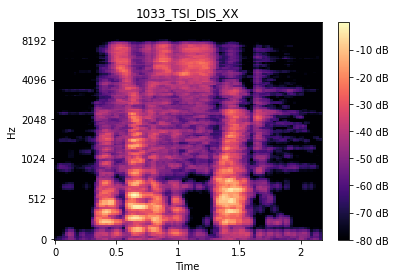 1033_TSI_DIS_XX
8192
4096
2048
1024
512
0
Hz
0
0.5
1
1.5
2
Time
-10 dB
-20 dB
-30 dB
-40 dB
-50 dB
-60 dB
-70 dB
-80 dB